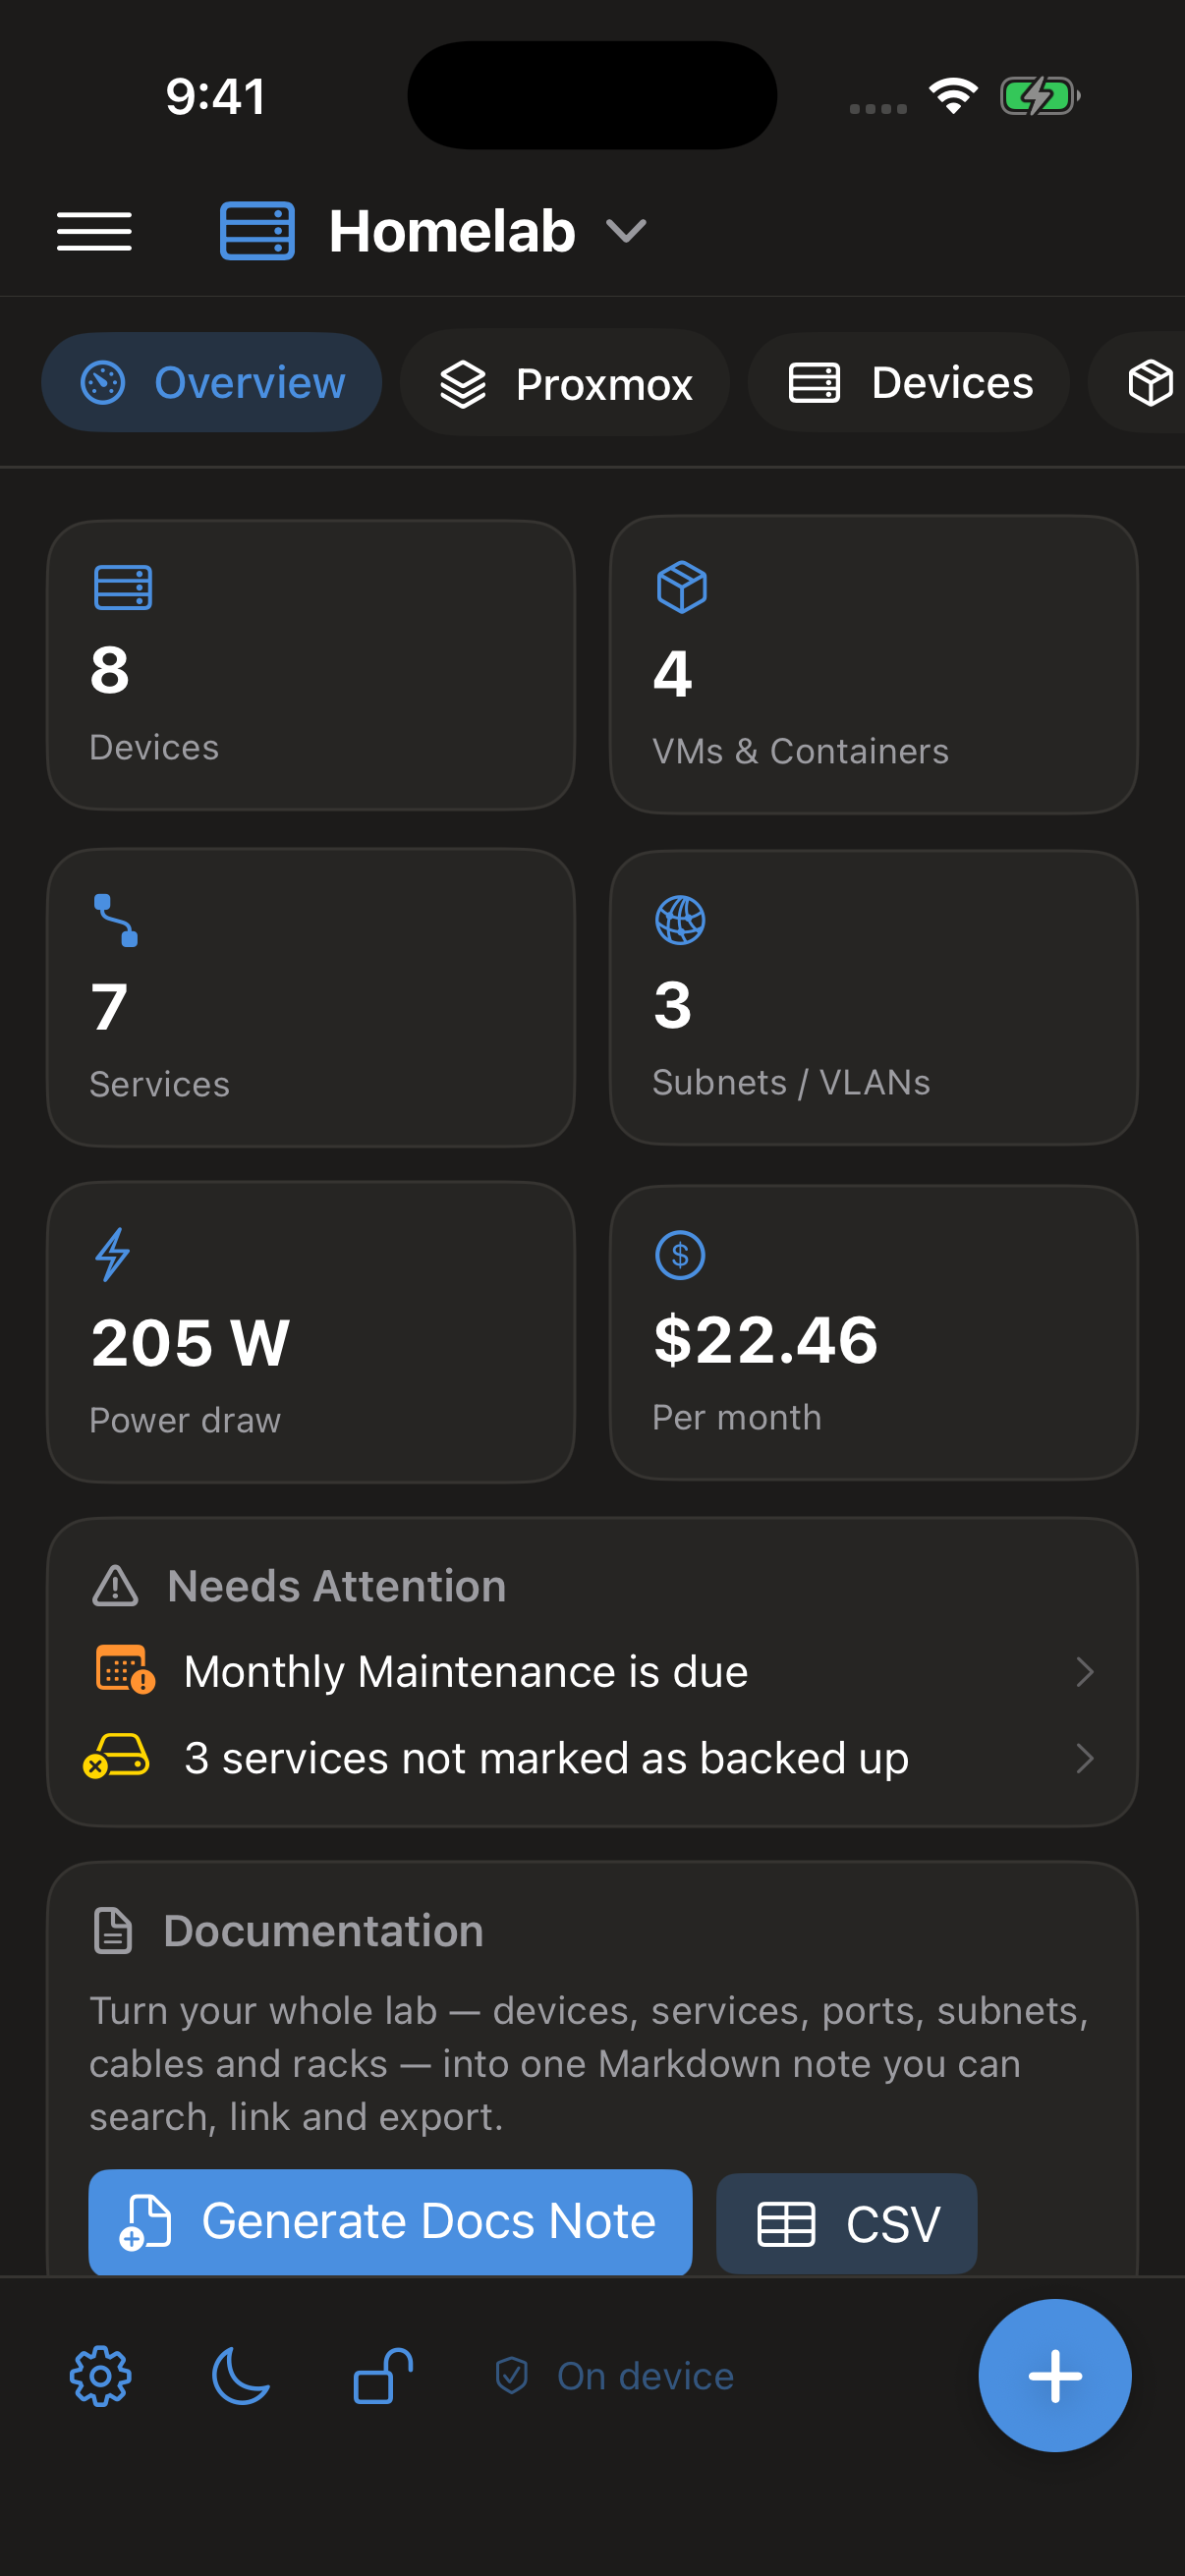 9:41
Homelab
Overview
Proxmox
Devices
8
Devices
4
VMs & Containers
7
Services
3
Subnets / VLANs
205 W
Power draw
$22.46
Per month
Needs Attention
Monthly Maintenance is due
3 services not marked as backed up
Documentation
Turn your whole lab — devices, services, ports, subnets,
cables and racks — into one Markdown note you can
search, link and export.
Generate Docs Note
CSV
On device